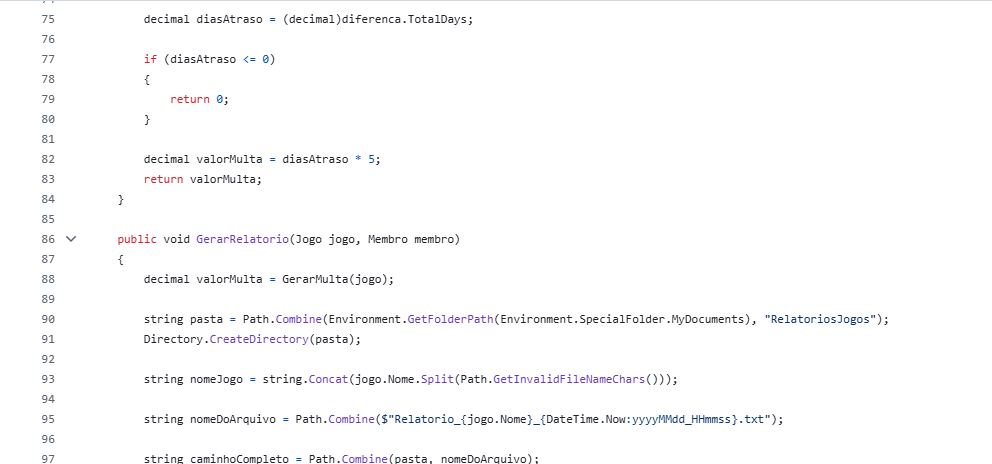 75 decimal diasAtraso = (decimal)diferenca.TotalDays;
76
77 if (diasAtraso <= 0)
78 {
79 return 0;
80 }
81
82 decimal valorMulta = diasAtraso * 5;
83 return valorMulta;
84 }
85
86 public void GerarRelatorio(Jogo jogo, Membro membro)
87 {
88 decimal valorMulta = GerarMulta(jogo);
89
90 string pasta = Path.Combine(Environment.GetFolderPath(Environment.SpecialFolder.MyDocuments), "RelatoriosJogos");
91 Directory.CreateDirectory(pasta);
92
93 string nomeJogo = string.Concat(jogo.Nome.Split(Path.GetInvalidFileNameChars()));
94
95 string nomeDoArquivo = Path.Combine($"Relatorio_{jogo.Nome}_{DateTime.Now:yyyyMMdd_HHmmss}.txt");
96
97 string caminhoCompleto = Path.Combine(pasta, nomeDoArquivo);